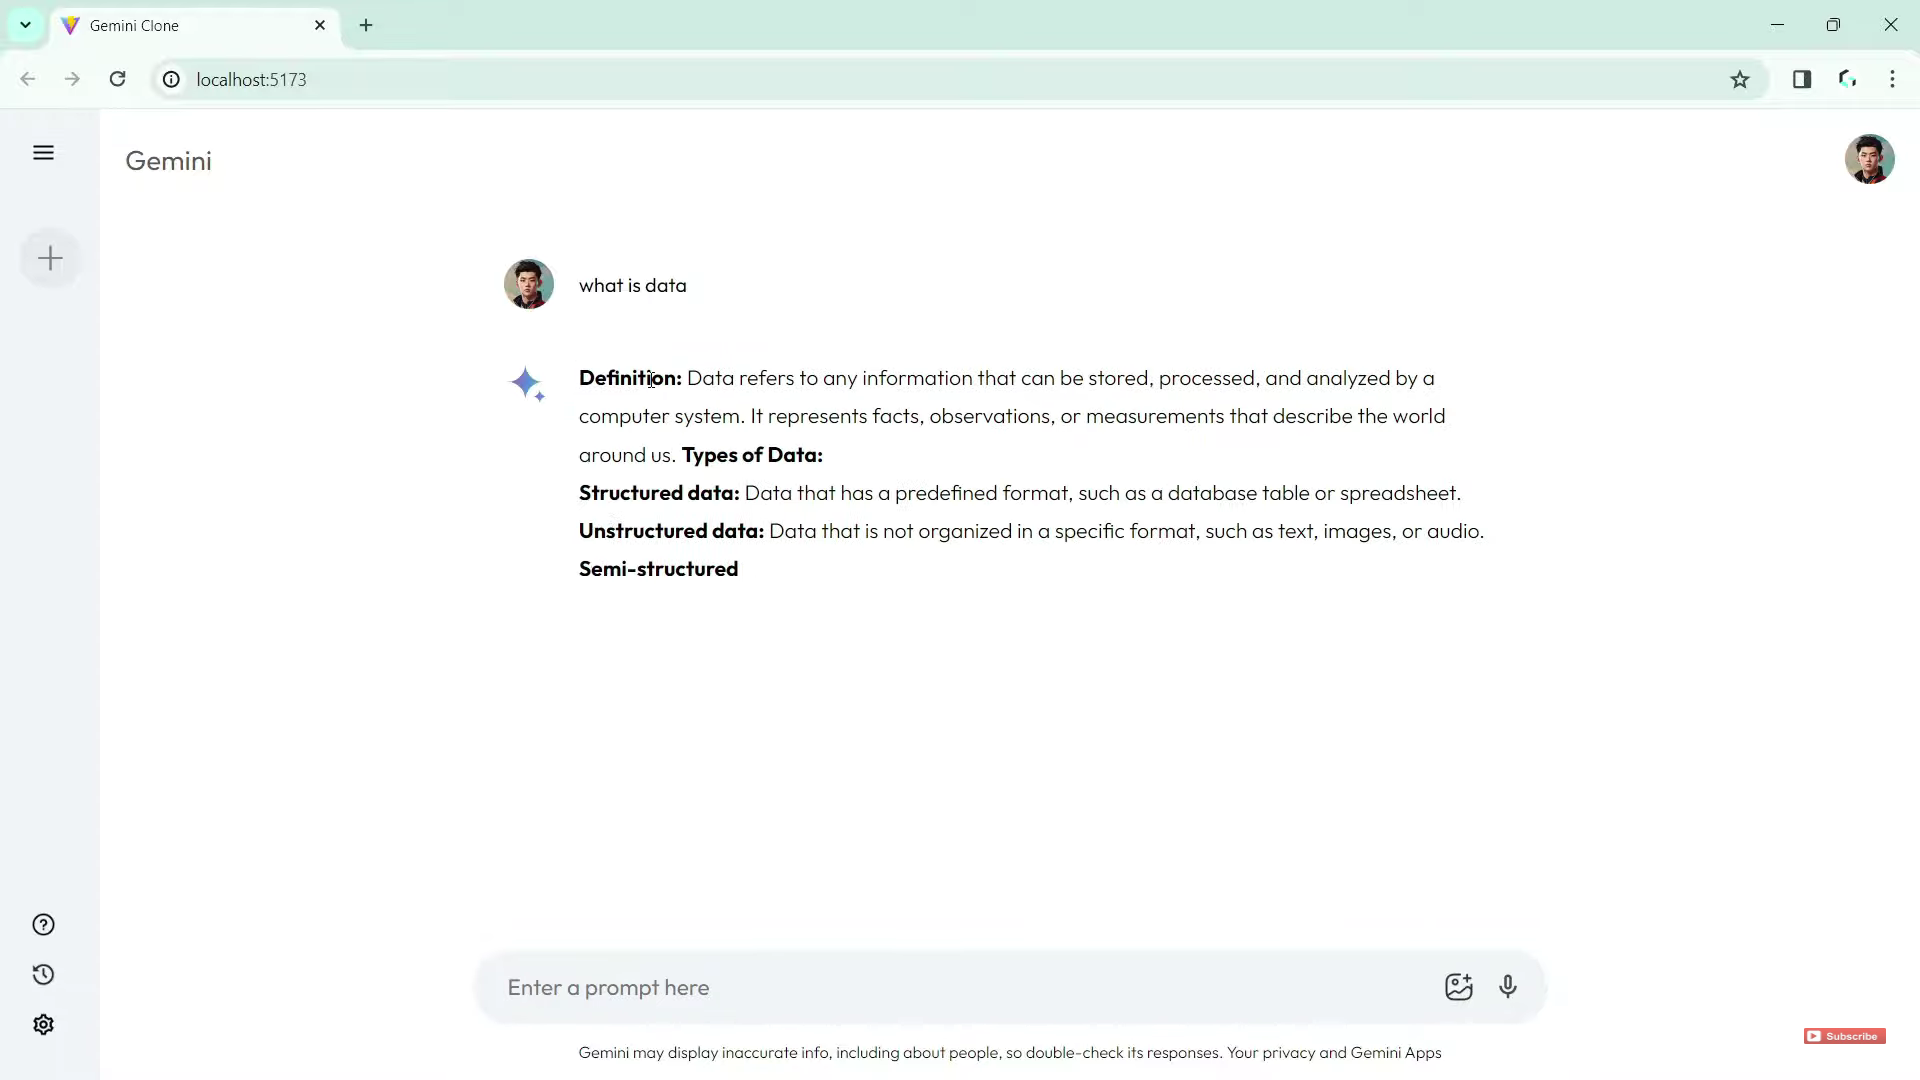 Gemini Clone
localhost:5173
Gemini
what is data
Definition: Data refers to any information that can be stored, processed, and analyzed by a
computer system. It represents facts, observations, or measurements that describe the world
around us. Types of Data:
Structured data: Data that has a predefined format, such as a database table or spreadsheet.
Unstructured data: Data that is not organized in a specific format, such as text, images, or audio.
Semi-structured
Enter a prompt here
Subscribe
Gemini may display inaccurate info, including about people, so double-check its responses. Your privacy and Gemini Apps